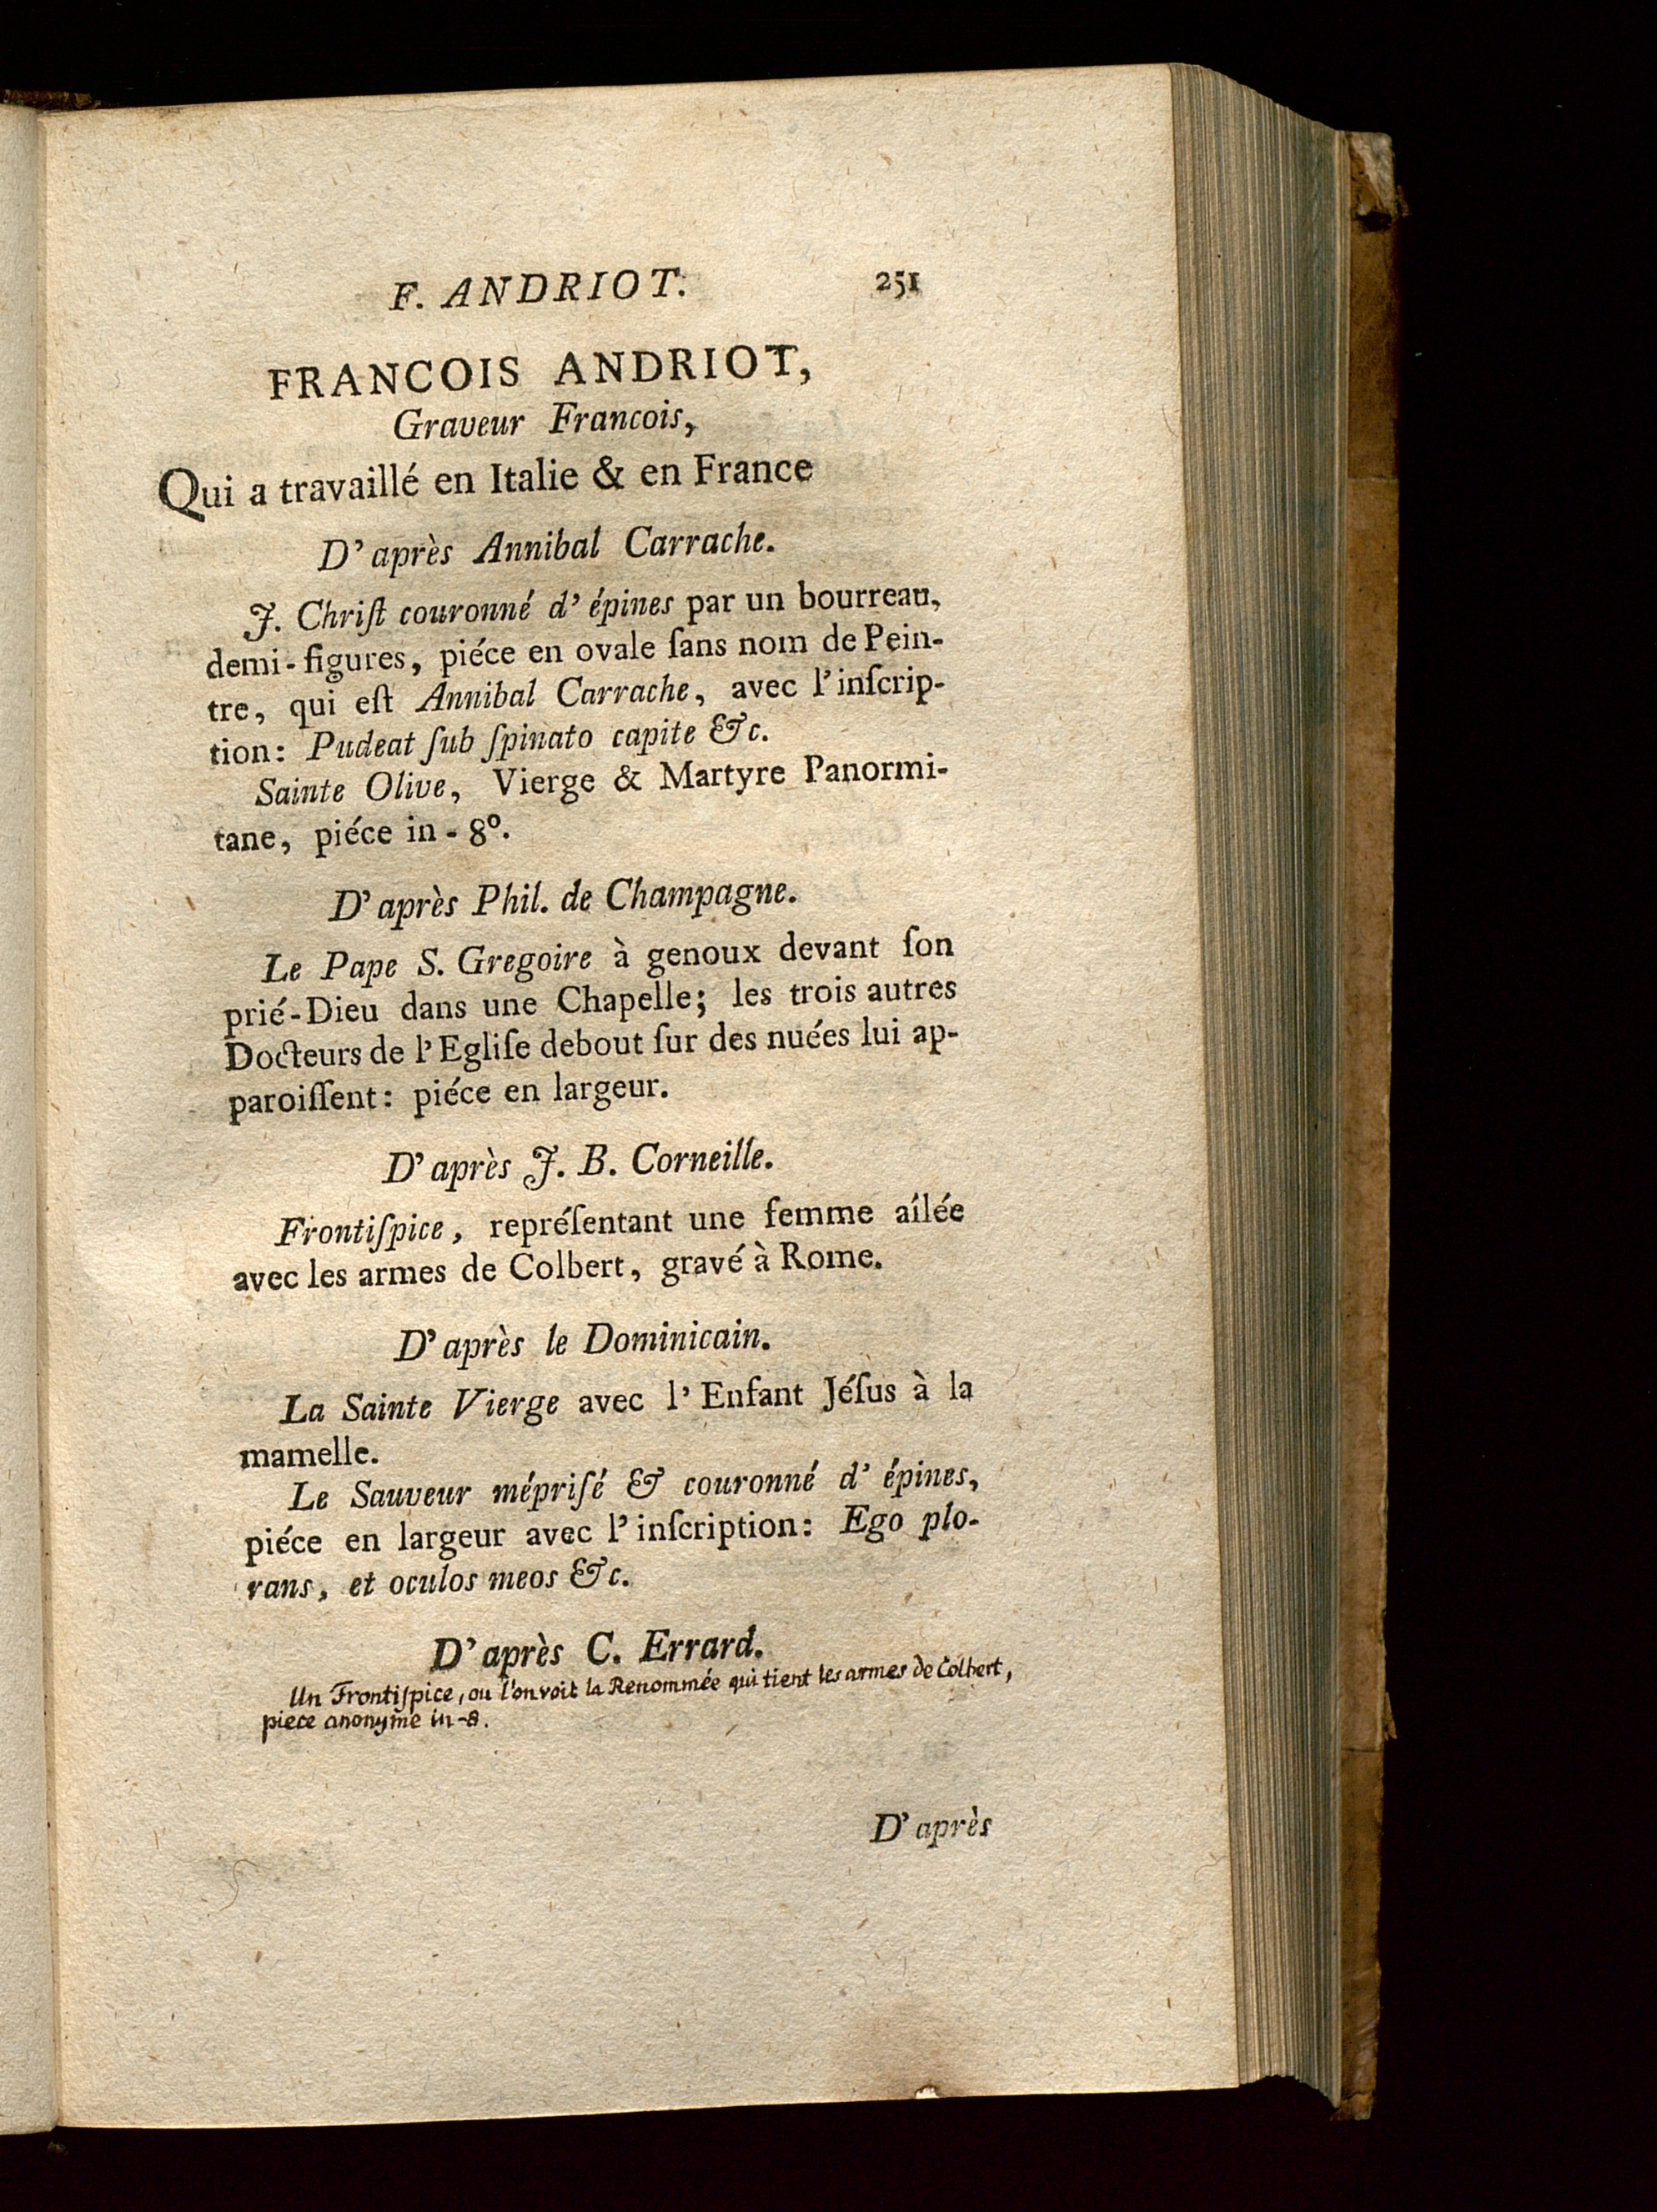 F. ANDRIOT. 251
FRANCOIS ANDRIOT,
Graveur Francois,
Qui a travaillé en Italie & en France
D' après Annibal Carrache.
J. Chriſt couronné d' épines par un bourreau,
demi-figures, piéce en ovale ſans nom de Pein-
tre, qui eſt Annibal Carrache, avec l' inſcrip-
tion: Pudeat ſub ſpinato capite &c.
Sainte Olive, Vierge & Martyre Panormi-
tane, piéce in-8º.
D' après Phil. de Champagne.
Le Pape S. Gregoire à genoux devant ſon
prié-Dieu dans une Chapelle; les trois autres
Docteurs de l' Egliſe debout ſur des nuées lui ap-
paroiſſent: piéce en largeur.
D' après J. B. Corneille.
Frontiſpice, repréſentant une femme aílée
avec les armes de Colbert, gravé à Rome.
D' après le Dominicain.
La Sainte Vierge avec l' Enfant Jéſus à la
mamelle.
Le Sauveur mépriſé & couronné d' épines,
piéce en largeur avec l' inſcription: Ego plo-
rans, et oculos meos &c.
D' après C. Errard.
Un Frontiſpice, ou l'on voit la Renommée qui tient les armes de Colbert,
piece anonyme in-8.
D' après